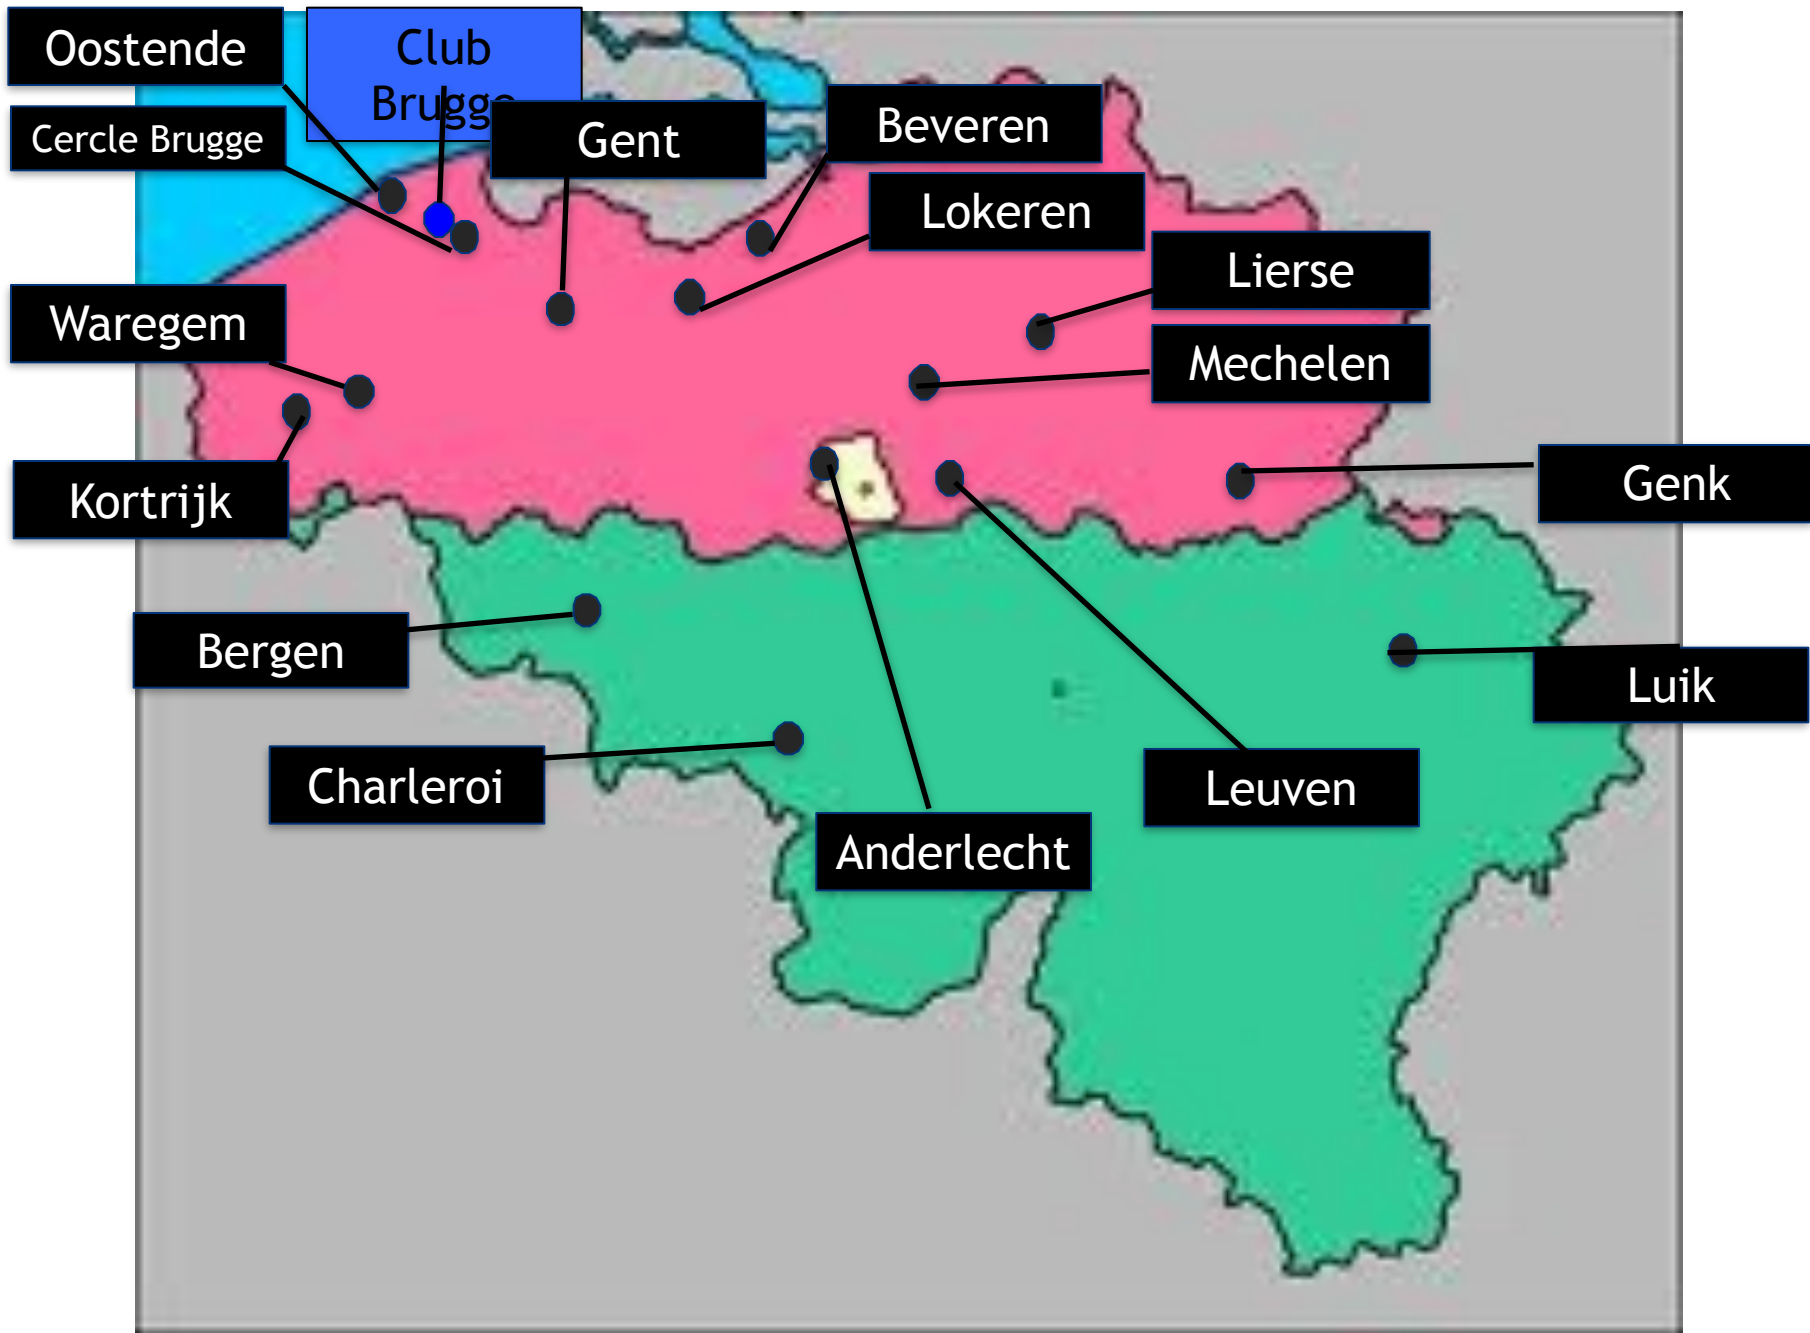 Oostende
Club
Brugge
Cercle Brugge
Gent
Beveren
Lokeren
Lierse
Waregem
Mechelen
Kortrijk
Genk
Bergen
Luik
Charleroi
Leuven
Anderlecht